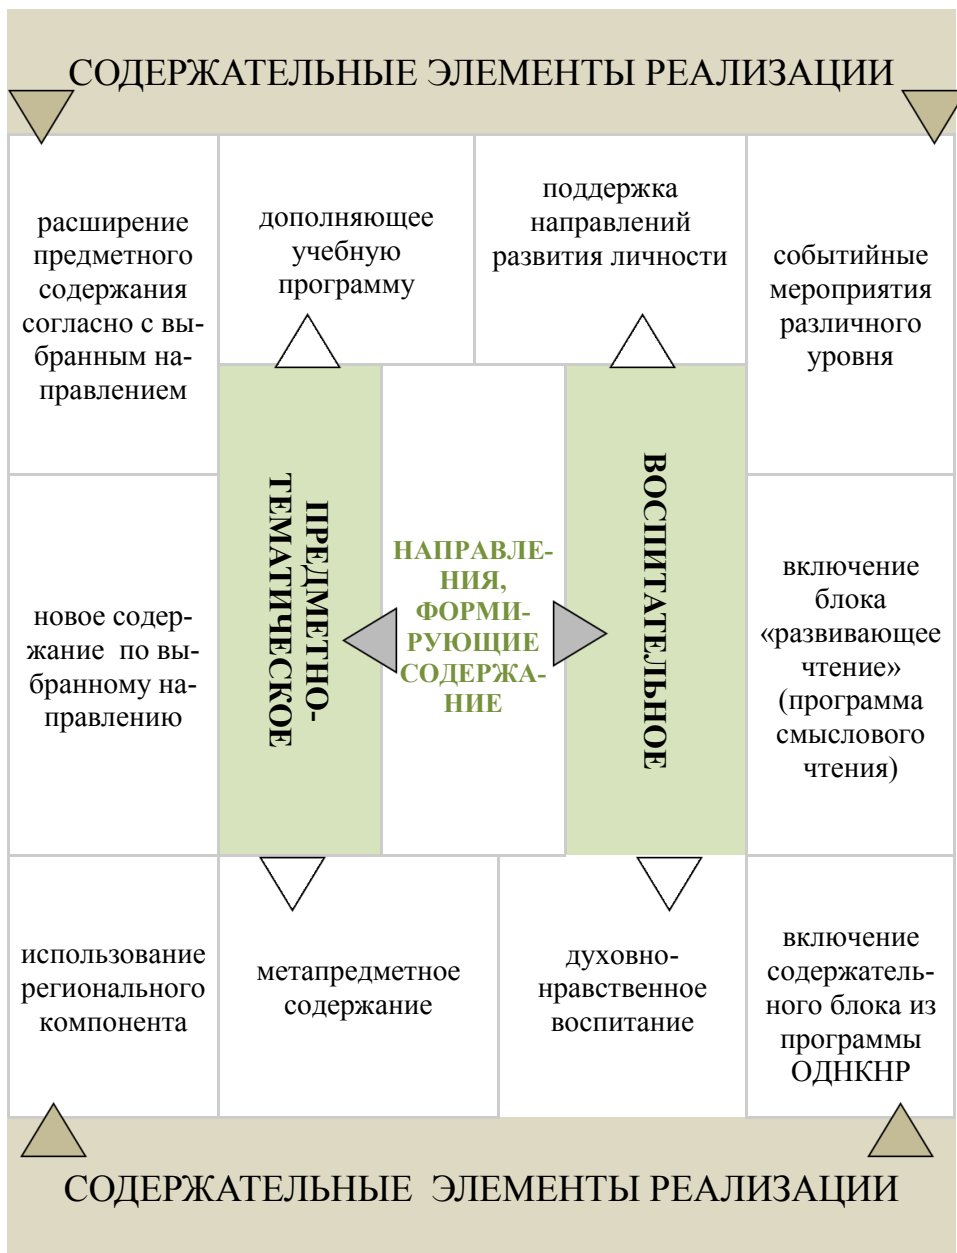 СОДЕРЖАТЕЛЬНЫЕ ЭЛЕМЕНТЫ РЕАЛИЗАЦИИ
расширение
предметного
содержания
согласно с вы-
бранным на-
правлением
дополняющее
учебную
программу
поддержка
направлений
развития личности
событийные
мероприятия
различного
уровня
новое содер-
жание по вы-
бранному на-
правлению
ПРЕДМЕТНО-
ТЕМАТИЧЕСКОЕ
НАПРАВЛЕ-
НИЯ,
ФОРМИ-
РУЮЩИЕ
СОДЕРЖА-
НИЕ
ВОСПИТАТЕЛЬНОЕ
включение
блока
«развивающее
чтение»
(программа
смыслового
чтения)
использование
регионального
компонента
метапредметное
содержание
духовно-
нравственное
воспитание
включение
содержатель-
ного блока из
программы
ОДНКНР
СОДЕРЖАТЕЛЬНЫЕ ЭЛЕМЕНТЫ РЕАЛИЗАЦИИ